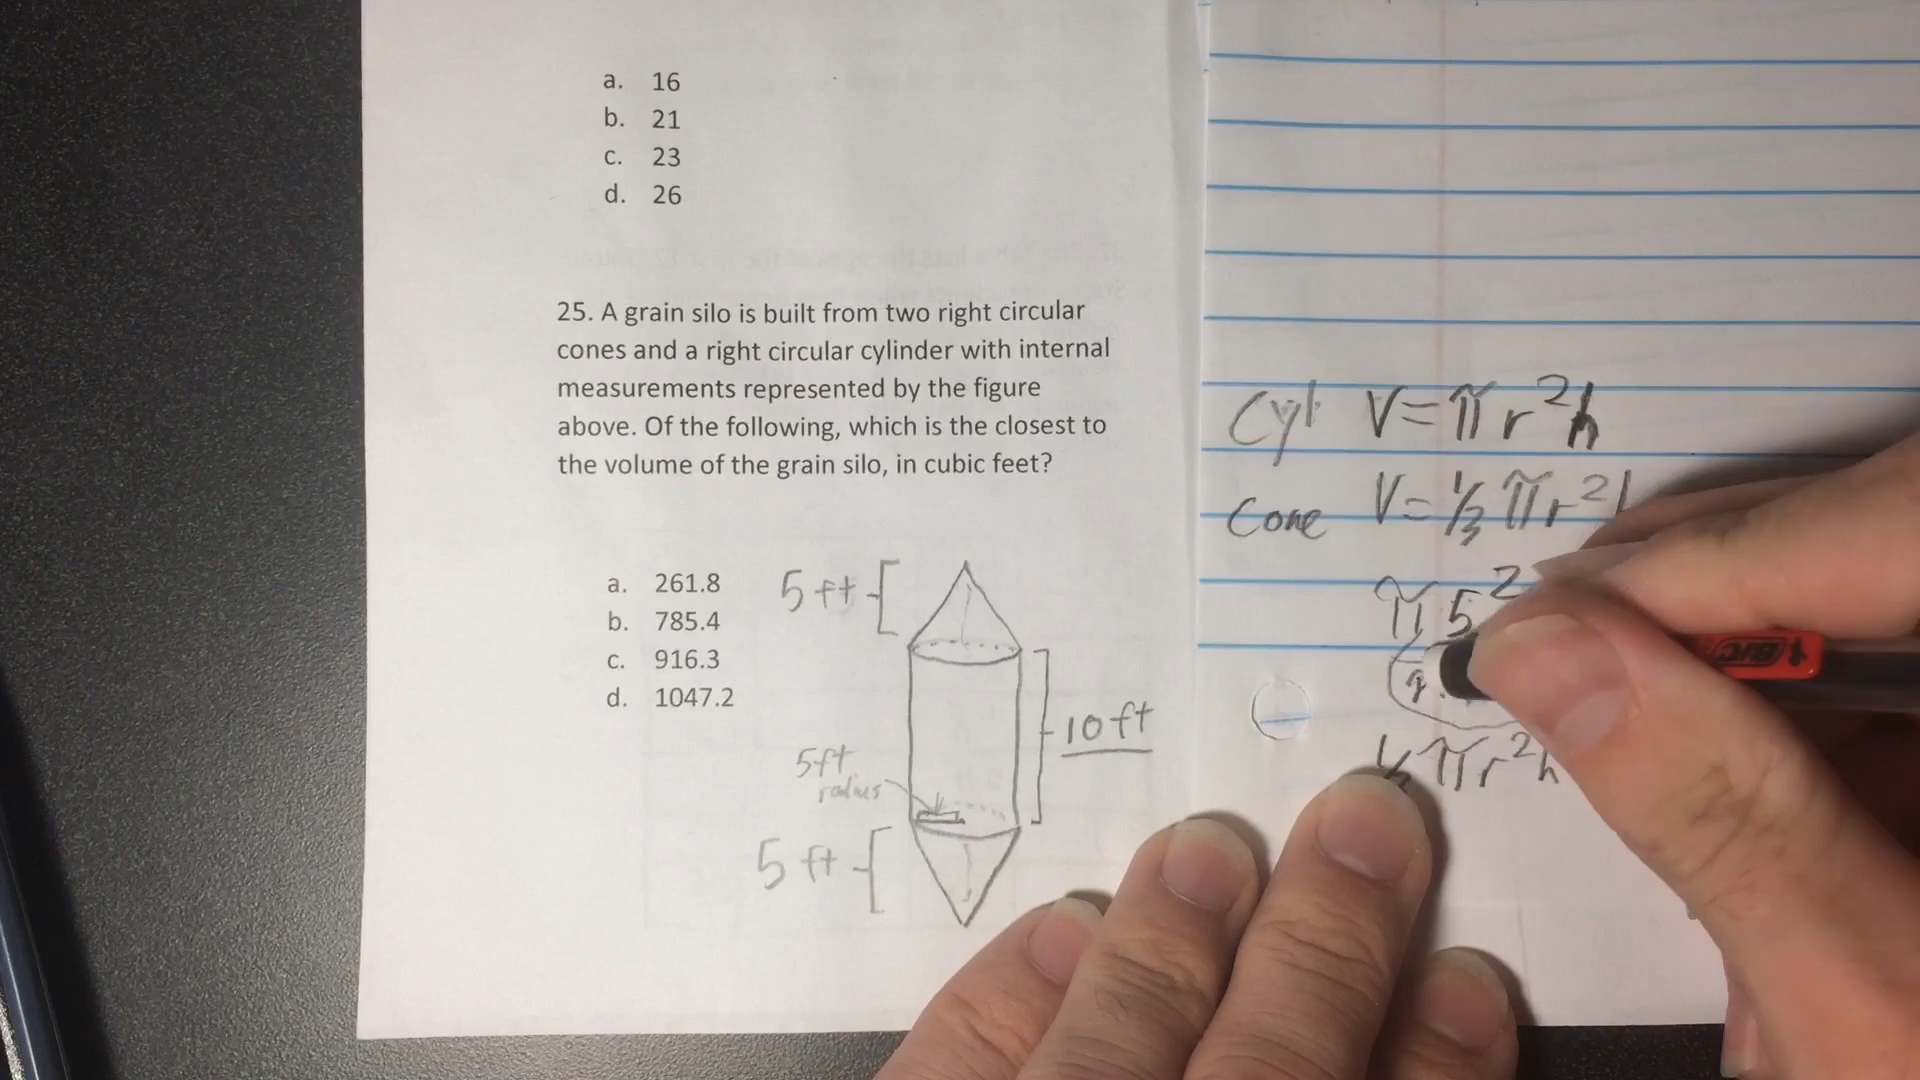 a. 16
b. 21
c. 23
d. 26
25. A grain silo is built from two right circular
cones and a right circular cylinder with internal
measurements represented by the figure
above. Of the following, which is the closest to
the volume of the grain silo, in cubic feet?
a. 261.8
b. 785.4
c. 916.3
d. 1047.2
5 ft
10 ft
5ft
radius
5 ft
Cyl V=πr²h
Cone V=⅓πr²
π5²
⅓πr²h
BIC